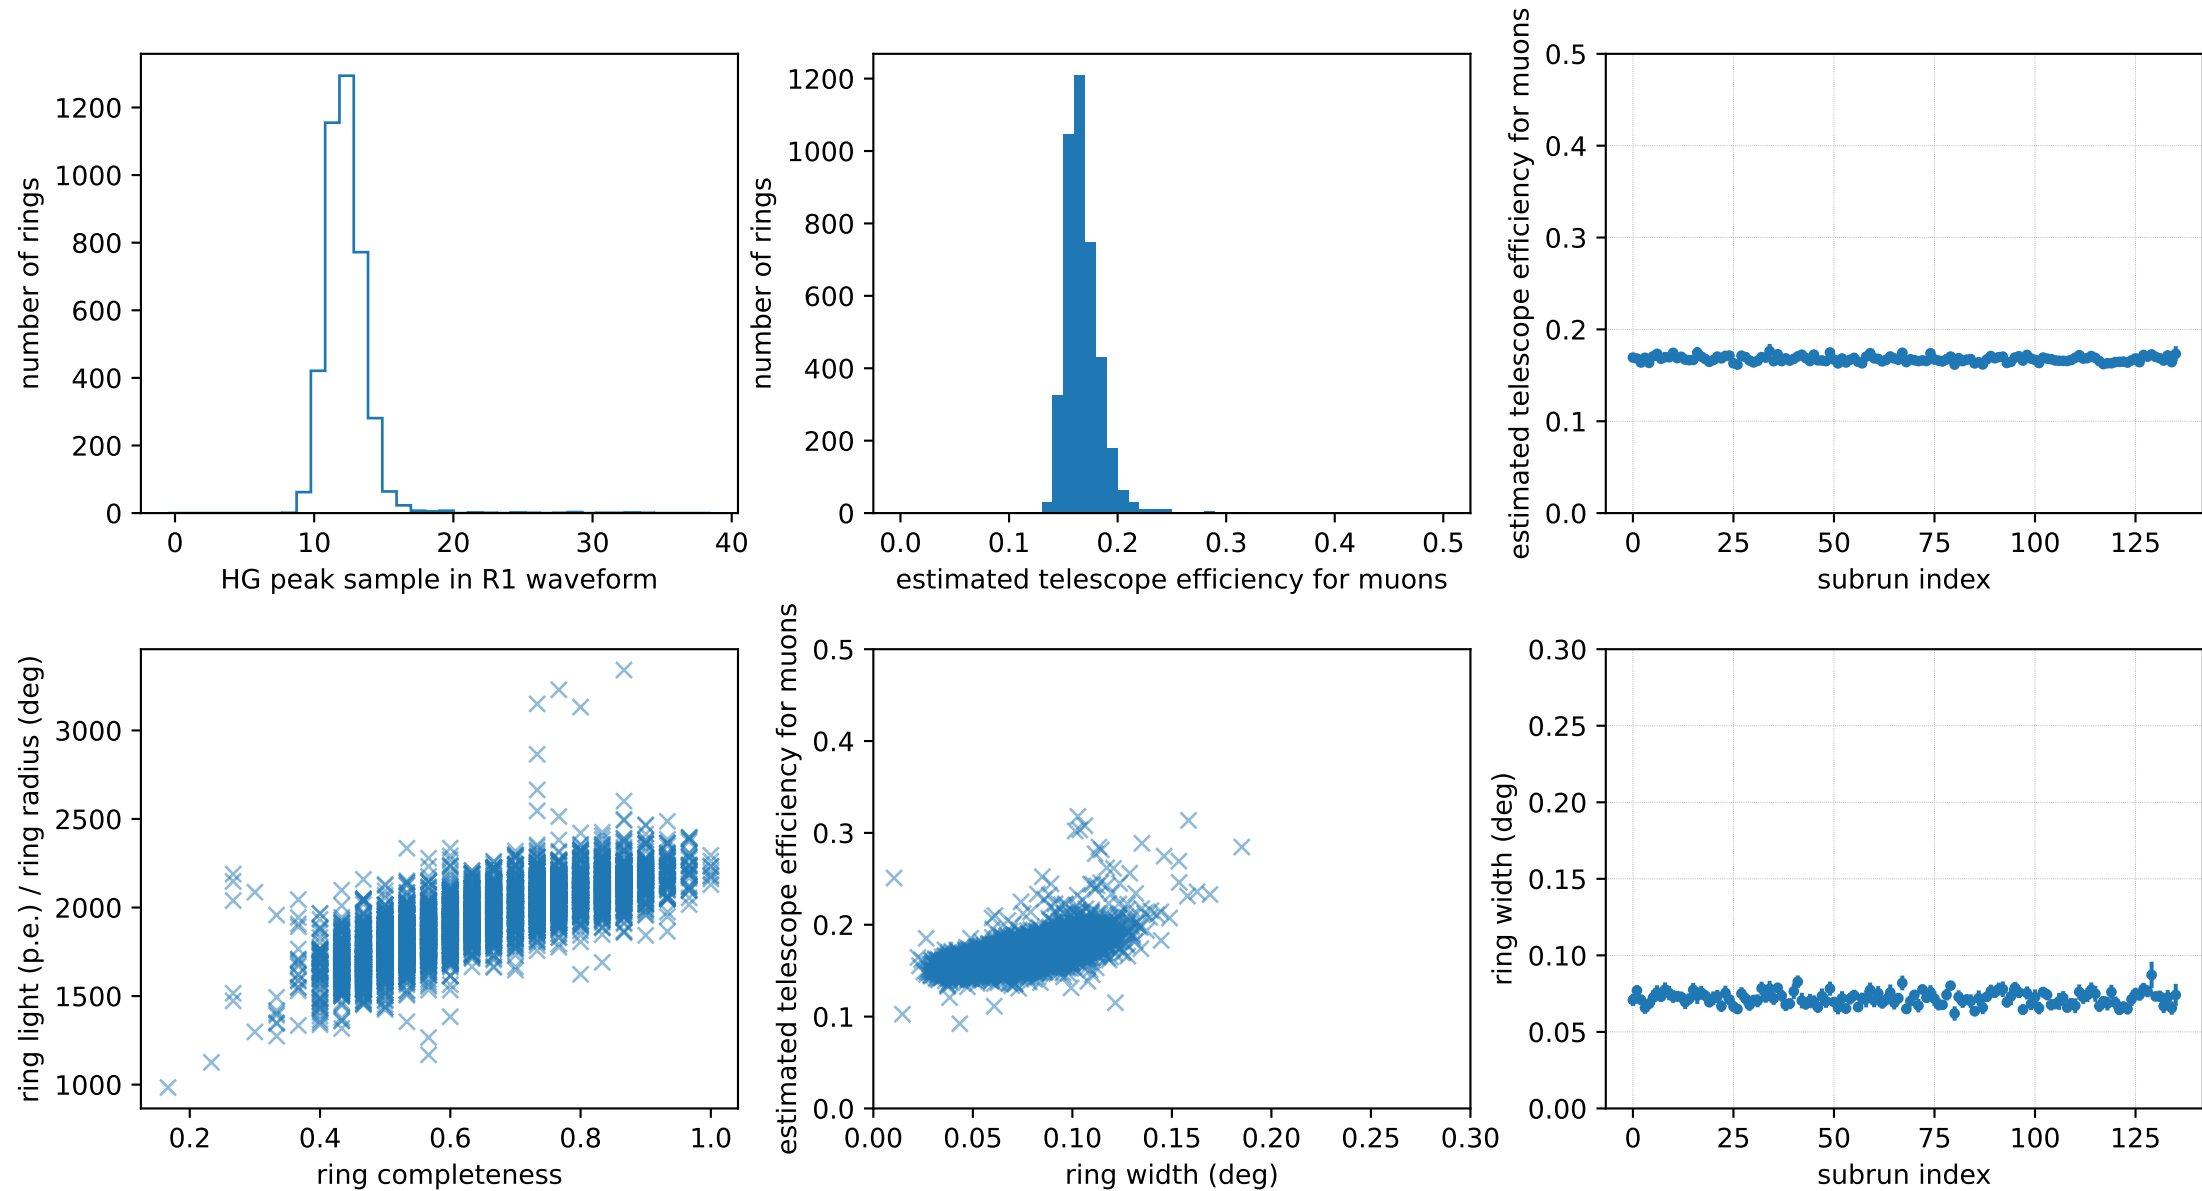 1200
1000
800
600
400
200
0
number of rings
0 10 20 30 40
HG peak sample in R1 waveform
1200
1000
800
600
400
200
0
number of rings
0.0 0.1 0.2 0.3 0.4 0.5
estimated telescope efficiency for muons
0.5
0.4
0.3
0.2
0.1
0.0
estimated telescope efficiency for muons
0 25 50 75 100 125
subrun index
3000
2500
2000
1500
1000
ring light (p.e.) / ring radius (deg)
0.2 0.4 0.6 0.8 1.0
ring completeness
0.5
0.4
0.3
0.2
0.1
0.0
estimated telescope efficiency for muons
0.00 0.05 0.10 0.15 0.20 0.25 0.30
ring width (deg)
0.30
0.25
0.20
0.15
0.10
0.05
0.00
ring width (deg)
0 25 50 75 100 125
subrun index